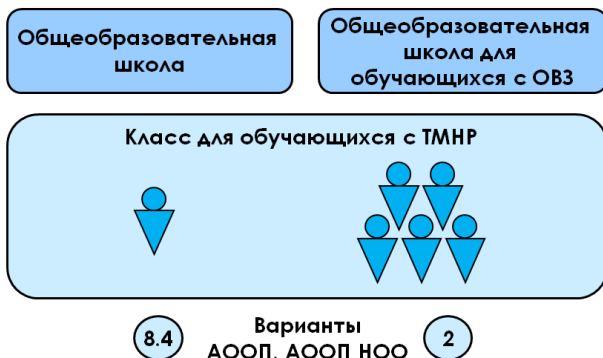 Общеобразовательная
школа
Общеобразовательная
школа для
обучающихся с ОВЗ
Класс для обучающихся с ТМНР
8.4
Варианты
АООП, АООП НОО
2